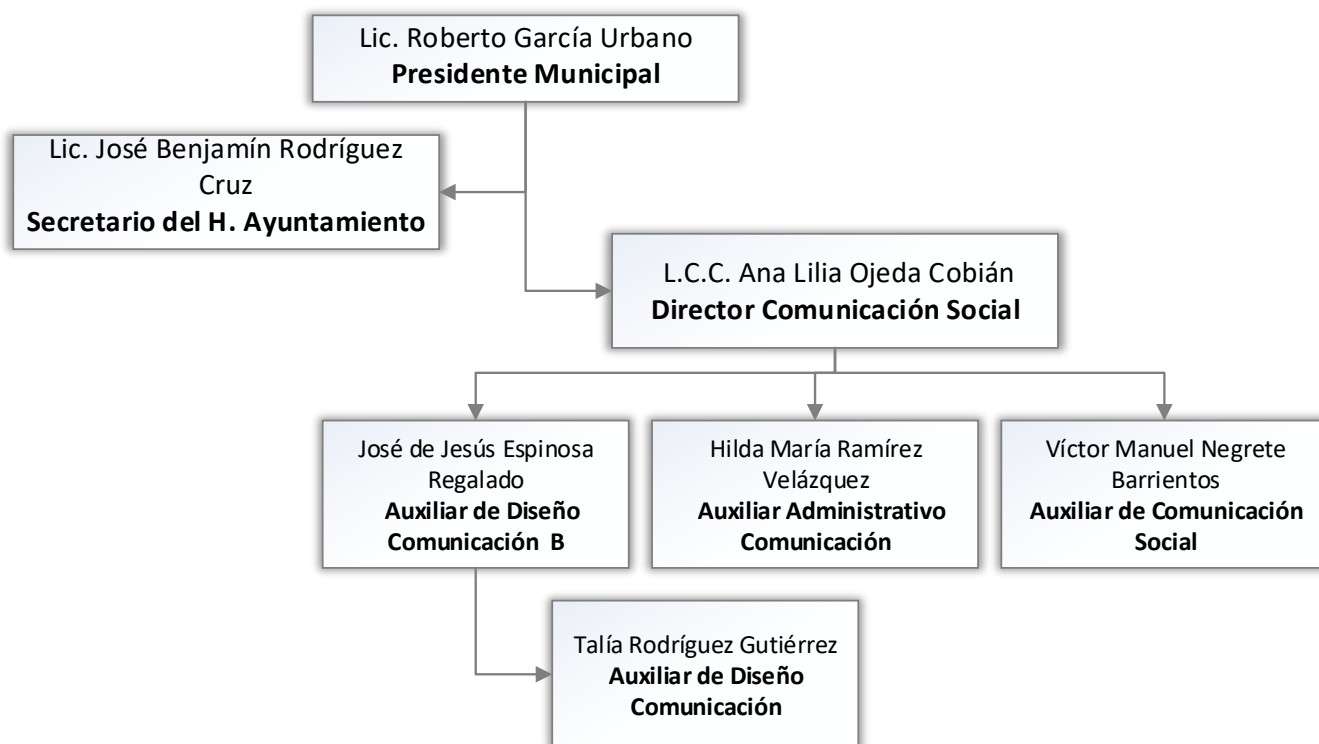 Lic. Roberto García Urbano
Presidente Municipal
Lic. José Benjamín Rodríguez
Cruz
Secretario del H. Ayuntamiento
L.C.C. Ana Lilia Ojeda Cobián
Director Comunicación Social
José de Jesús Espinosa
Regalado
Auxiliar de Diseño
Comunicación B
Hilda María Ramírez
Velázquez
Auxiliar Administrativo
Comunicación
Víctor Manuel Negrete
Barrientos
Auxiliar de Comunicación
Social
Talía Rodríguez Gutiérrez
Auxiliar de Diseño
Comunicación